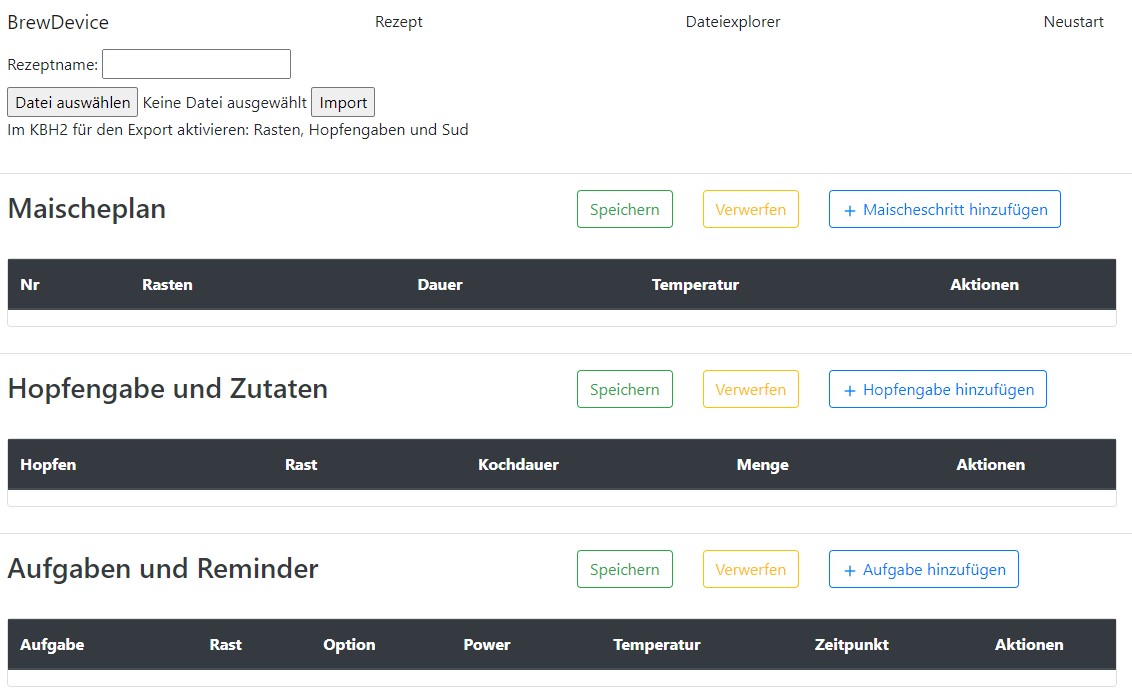 BrewDevice Rezept Dateiexplorer Neustart
Rezeptname:
Datei auswählen Keine Datei ausgewählt Import
Im KBH2 für den Export aktivieren: Rasten, Hopfengaben und Sud
Maischeplan Speichern Verwerfen + Maischeschritt hinzufügen
Nr Rasten Dauer Temperatur Aktionen
Hopfengabe und Zutaten Speichern Verwerfen + Hopfengabe hinzufügen
Hopfen Rast Kochdauer Menge Aktionen
Aufgaben und Reminder Speichern Verwerfen + Aufgabe hinzufügen
Aufgabe Rast Option Power Temperatur Zeitpunkt Aktionen